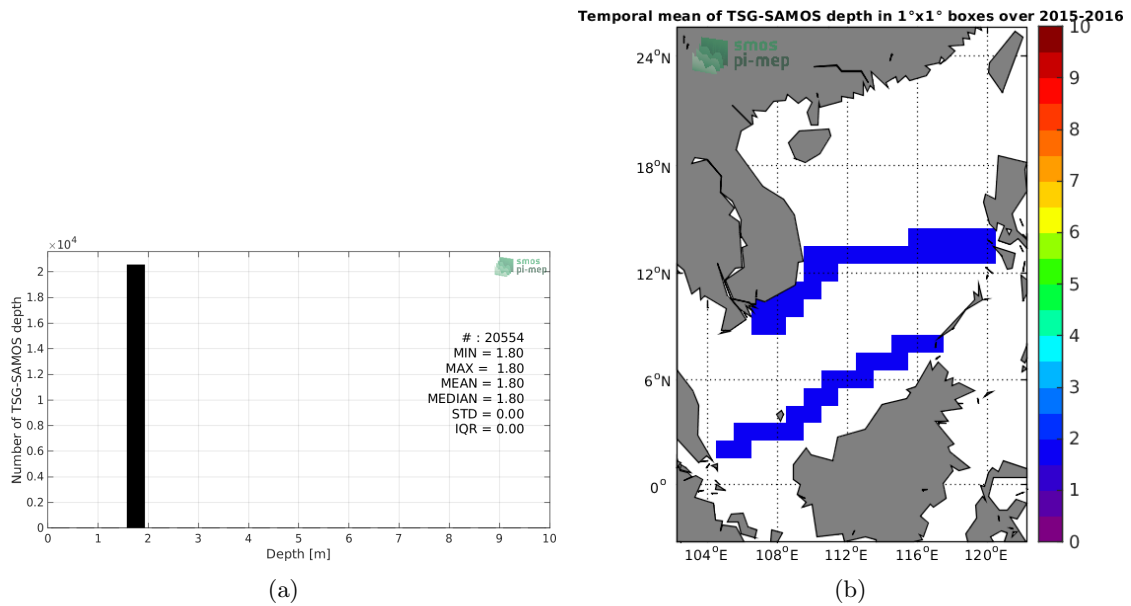 ×10⁴
2
1.8
1.6
1.4
1.2
1
0.8
0.6
0.4
0.2
0
Number of TSG-SAMOS depth
smos
pi-mep
# : 20554
MIN = 1.80
MAX = 1.80
MEAN = 1.80
MEDIAN = 1.80
STD = 0.00
IQR = 0.00
0 1 2 3 4 5 6 7 8 9 10
Depth [m]
(a)
Temporal mean of TSG-SAMOS depth in 1°x1° boxes over 2015-2016
smos
pi-mep
24°N
18°N
12°N
6°N
0°
104°E 108°E 112°E 116°E 120°E
10
9
8
7
6
5
4
3
2
1
0
(b)